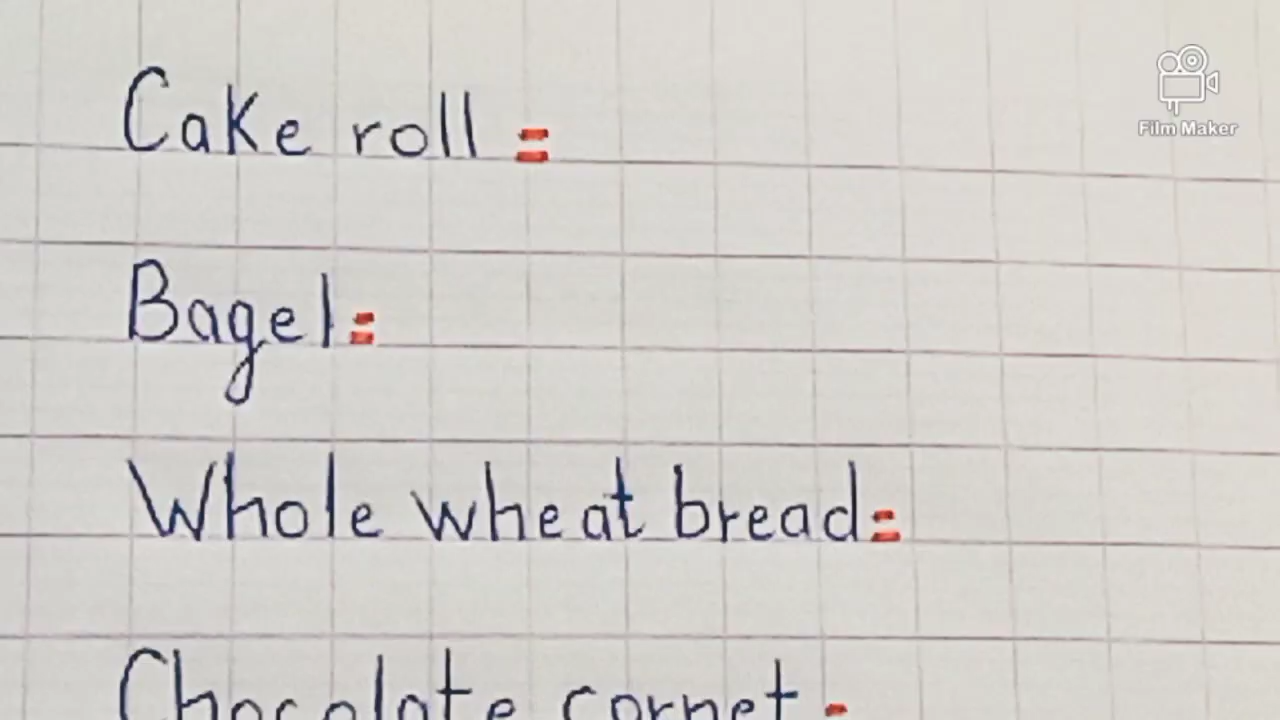 Cake roll =
Film Maker
Bagel =
Whole wheat bread =
Chocolate cornet =